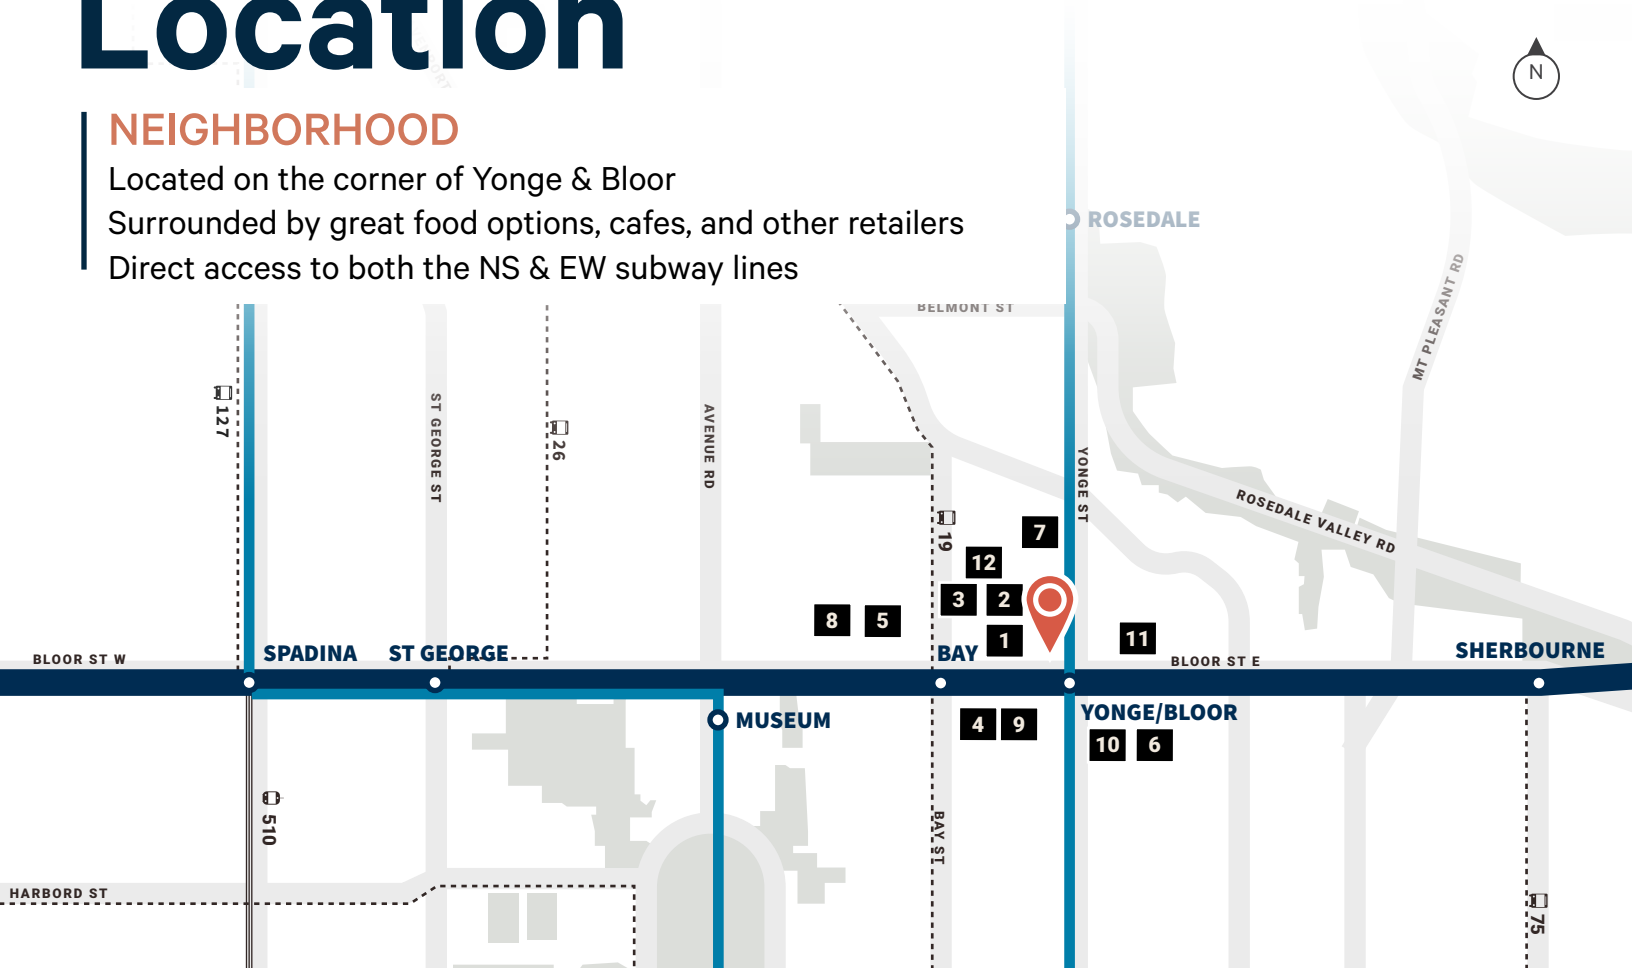 Location
N
NEIGHBORHOOD
Located on the corner of Yonge & Bloor
Surrounded by great food options, cafes, and other retailers
Direct access to both the NS & EW subway lines
ROSEDALE
BELMONT ST
MT PLEASANT RD
127
ST GEORGE ST
26
AVENUE RD
YONGE ST
ROSEDALE VALLEY RD
19
7
12
3
2
8
5
1
11
BLOOR ST W
SPADINA
ST GEORGE
BAY
BLOOR ST E
SHERBOURNE
MUSEUM
4
9
YONGE/BLOOR
10
6
510
BAY ST
HARBORD ST
75